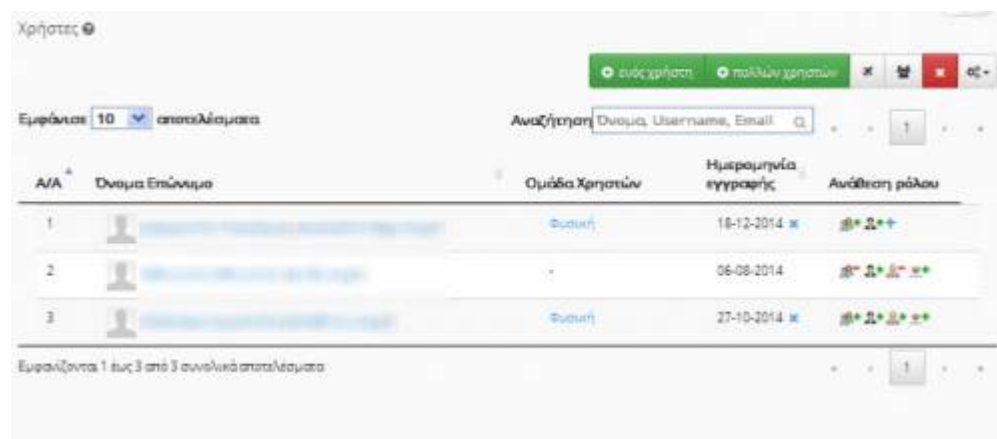 Χρήστες
ενός χρήστη πολλών χρηστών
Εμφάνισε 10 αποτελέσματα Αναζήτηση Όνομα, Username, Email 1
Α/Α Όνομα Επώνυμο Ομάδα Χρηστών Ημερομηνία εγγραφής Ανάθεση ρόλου
1 Φυσική 18-12-2014
2 - 06-08-2014
3 Φυσική 27-10-2014
Εμφανίζονται 1 έως 3 από 3 συνολικά αποτελέσματα 1